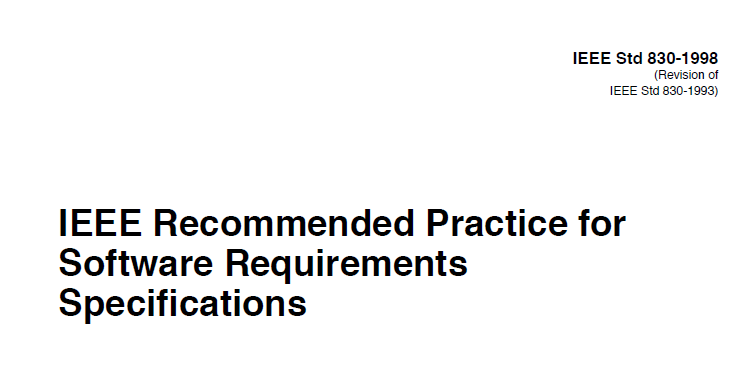 IEEE Std 830-1998
(Revision of
IEEE Std 830-1993)
IEEE Recommended Practice for
Software Requirements
Specifications